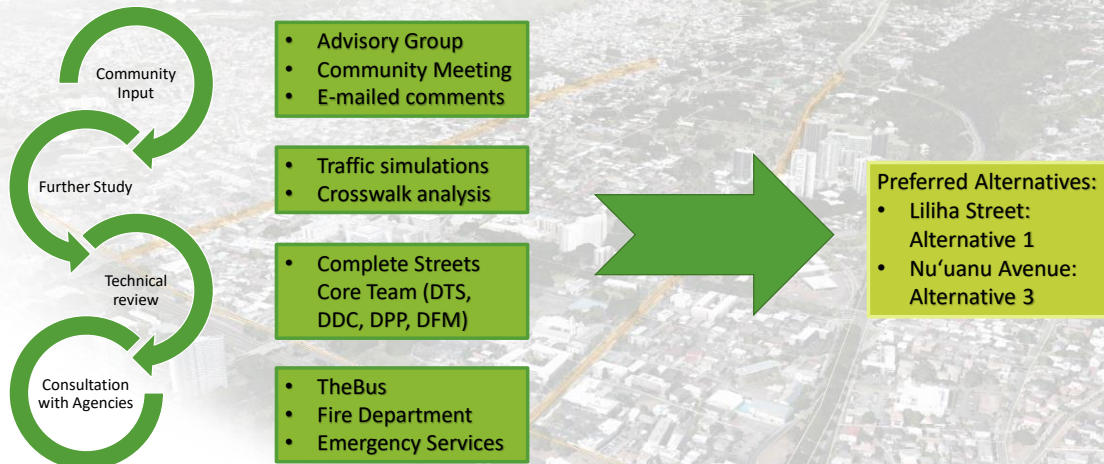 Community
Input
• Advisory Group
• Community Meeting
• E-mailed comments
Further Study
• Traffic simulations
• Crosswalk analysis
Technical
review
• Complete Streets
Core Team (DTS,
DDC, DPP, DFM)
Consultation
with Agencies
• TheBus
• Fire Department
• Emergency Services
Preferred Alternatives:
• Liliha Street:
Alternative 1
• Nu‘uanu Avenue:
Alternative 3